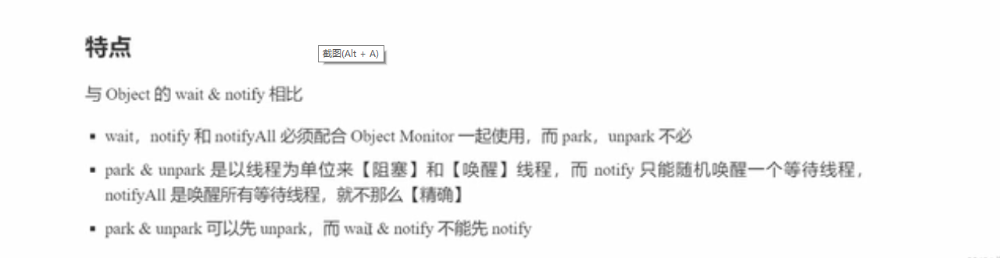 特点
截图(Alt + A)
与 Object 的 wait & notify 相比
▪ wait，notify 和 notifyAll 必须配合 Object Monitor 一起使用，而 park，unpark 不必
▪ park & unpark 是以线程为单位来【阻塞】和【唤醒】线程，而 notify 只能随机唤醒一个等待线程，
notifyAll 是唤醒所有等待线程，就不那么【精确】
▪ park & unpark 可以先 unpark，而 wait & notify 不能先 notify